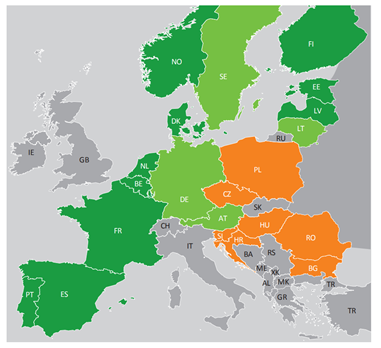 FI
NO
SE
EE
LV
DK
LT
RU
IE
GB
NL
BE
PL
DE
LU
CZ
SK
FR
AT
CH
HU
RO
SI
HR
IT
BA
RS
BG
ME
XK
PT
ES
AL
MK
TR
GR
TR